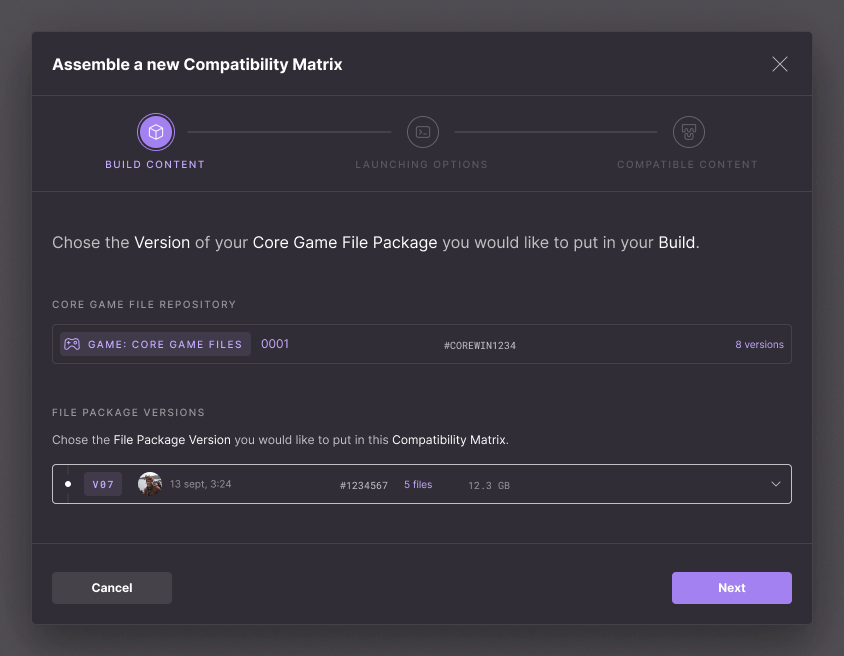 Assemble a new Compatibility Matrix
BUILD CONTENT
LAUNCHING OPTIONS
COMPATIBLE CONTENT
Chose the Version of your Core Game File Package you would like to put in your Build.
CORE GAME FILE REPOSITORY
GAME: CORE GAME FILES 0001 #COREWIN1234 8 versions
FILE PACKAGE VERSIONS
Chose the File Package Version you would like to put in this Compatibility Matrix.
V07 13 sept, 3:24 #1234567 5 files 12.3 GB
Cancel
Next